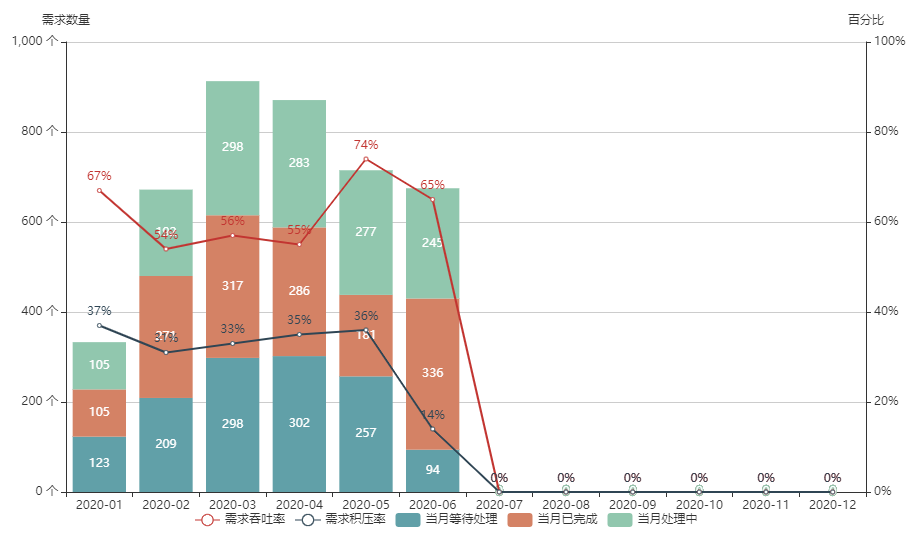 需求数量 百分比
1,000 个 100%
800 个 80%
600 个 60%
400 个 40%
200 个 20%
0 个 0%
67% 54% 56% 55% 74% 65% 0% 0% 0% 0% 0% 0%
37% 31% 33% 35% 36% 14%
105 298 283 277 245
105 271 317 286 181 336
123 209 298 302 257 94
2020-01 2020-02 2020-03 2020-04 2020-05 2020-06 2020-07 2020-08 2020-09 2020-10 2020-11 2020-12
需求吞吐率 需求积压率 当月等待处理 当月已完成 当月处理中